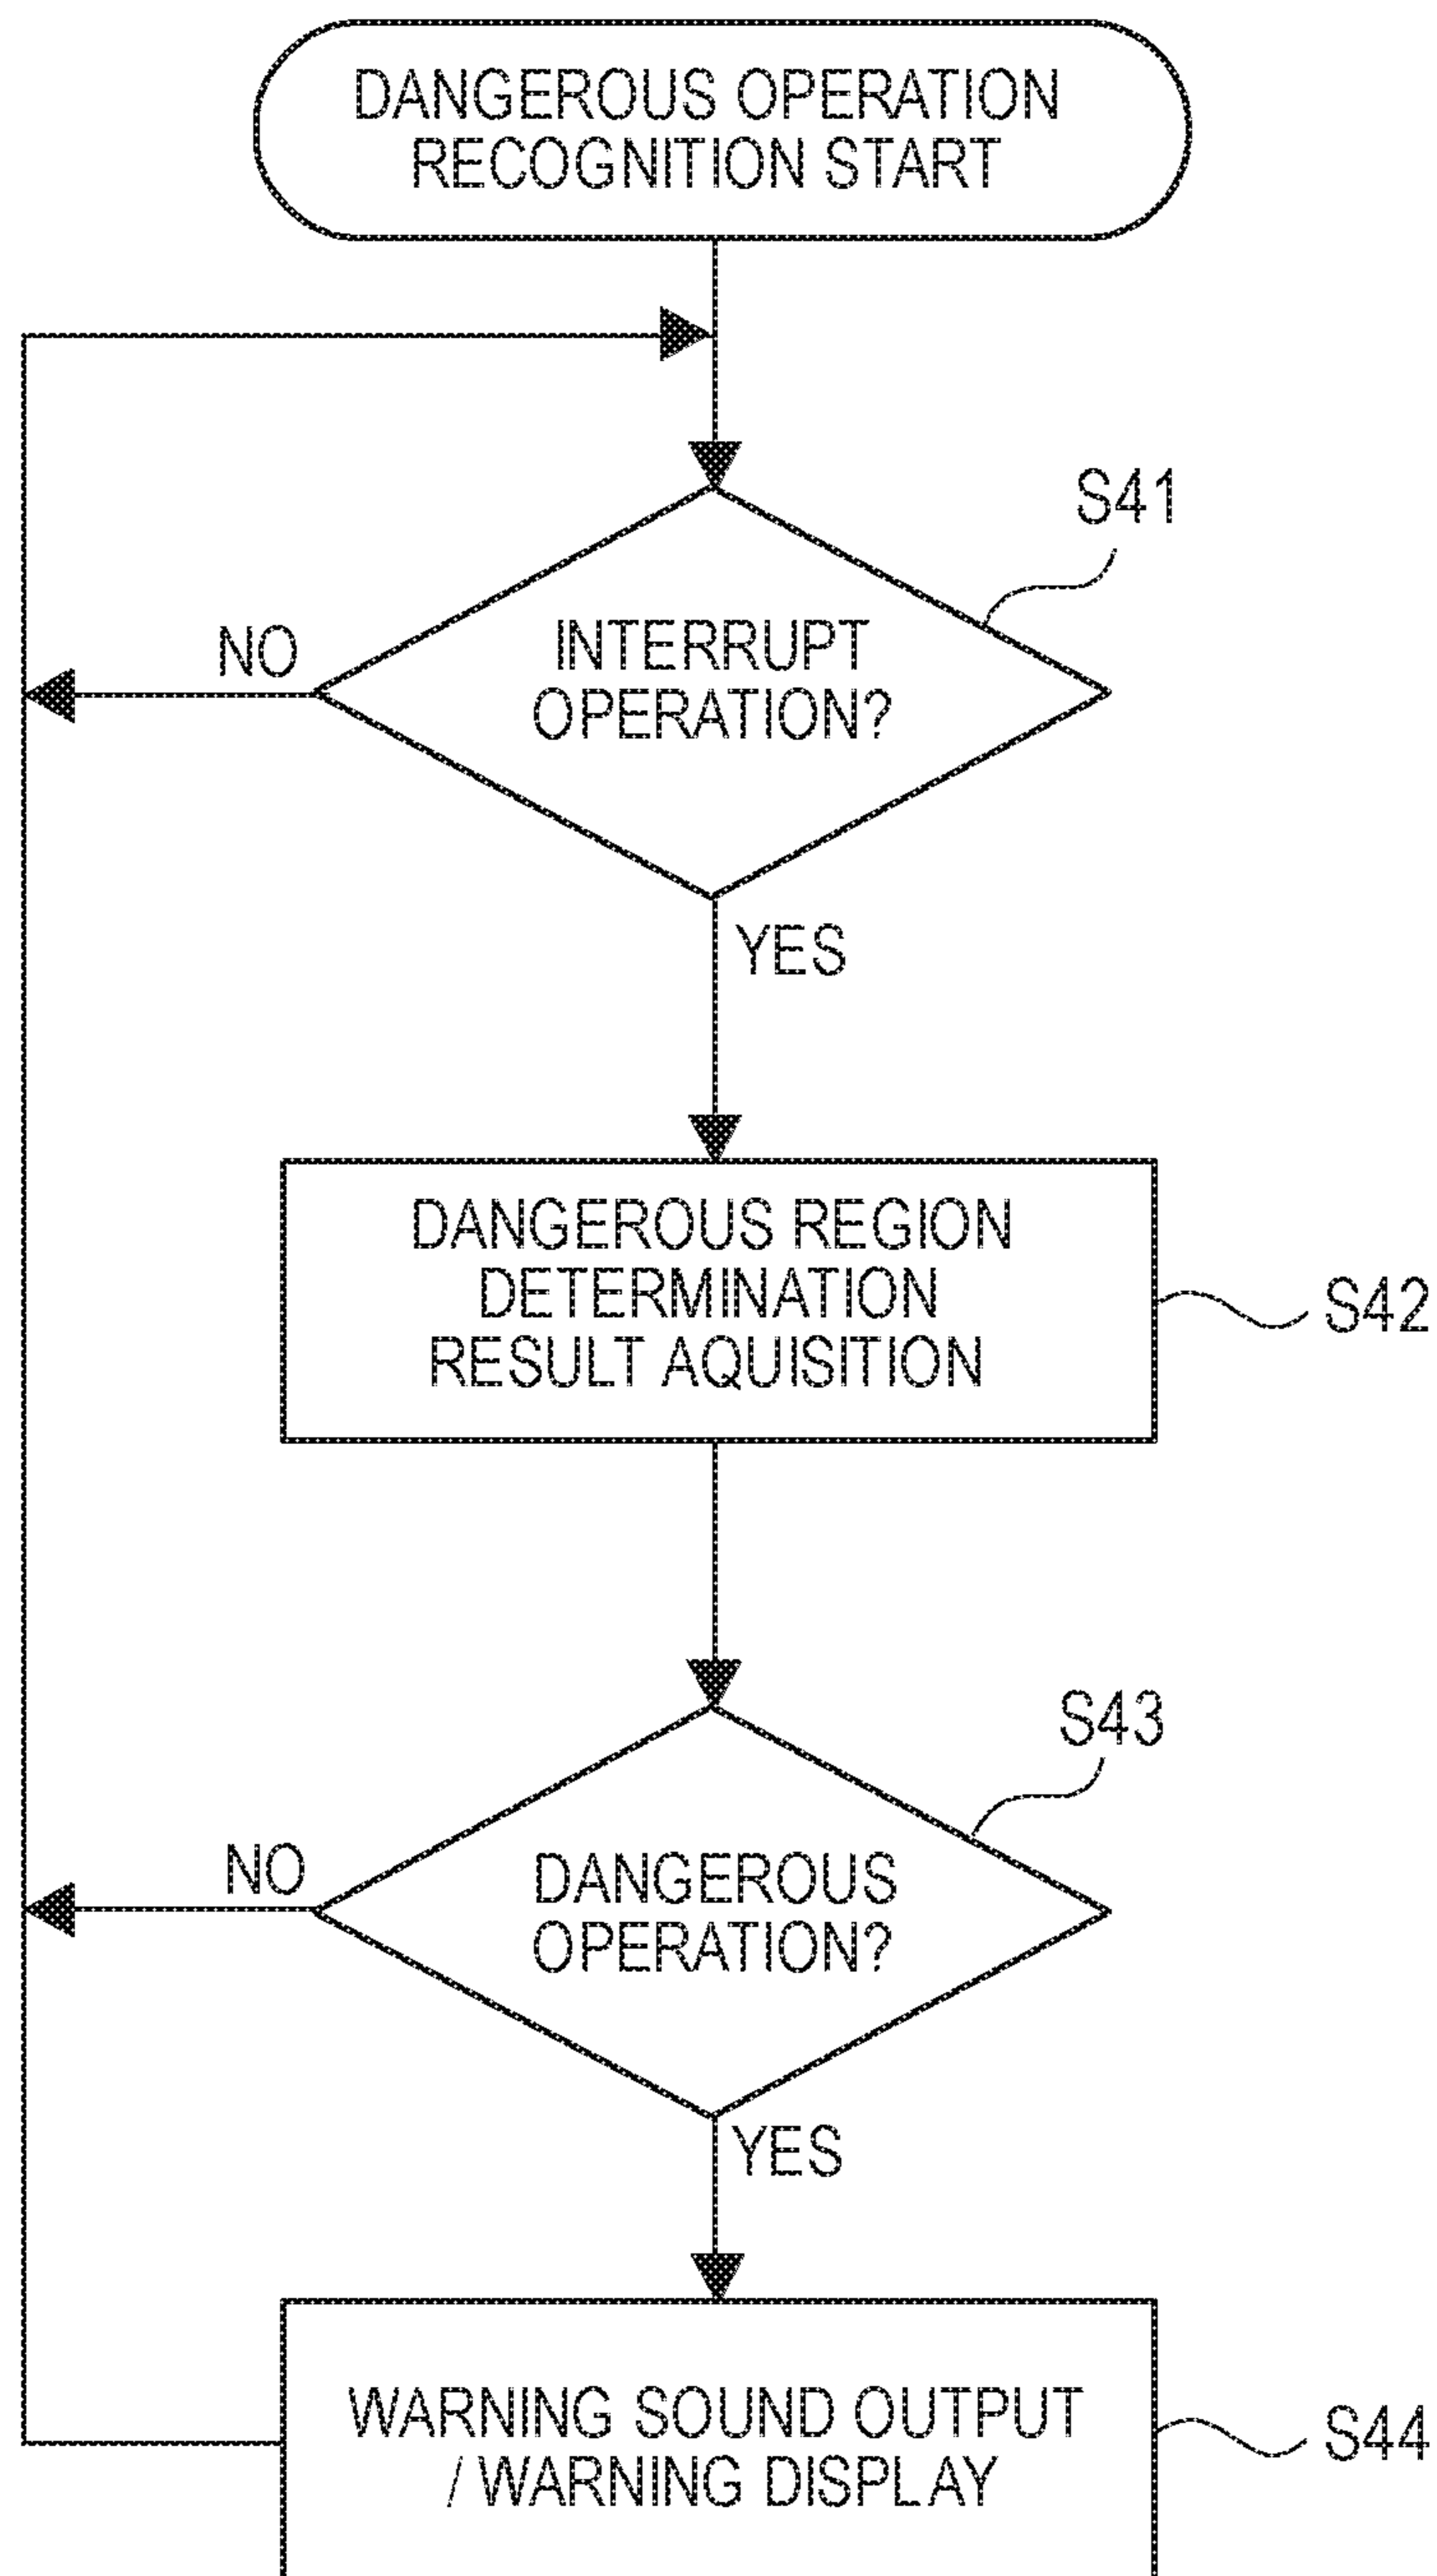 DANGEROUS OPERATION
RECOGNITION START
S41
NO
INTERRUPT
OPERATION?
YES
DANGEROUS REGION
DETERMINATION
RESULT AQUISITION
S42
S43
NO
DANGEROUS
OPERATION?
YES
WARNING SOUND OUTPUT
/ WARNING DISPLAY
S44